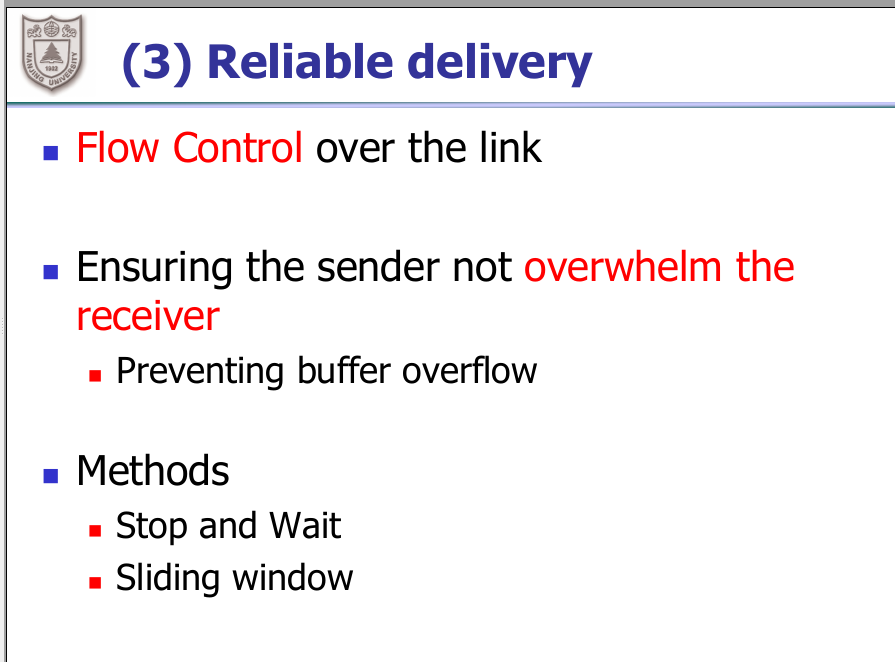 NANJING UNIVERSITY
1902
(3) Reliable delivery
Flow Control over the link
Ensuring the sender not overwhelm the
receiver
Preventing buffer overflow
Methods
Stop and Wait
Sliding window